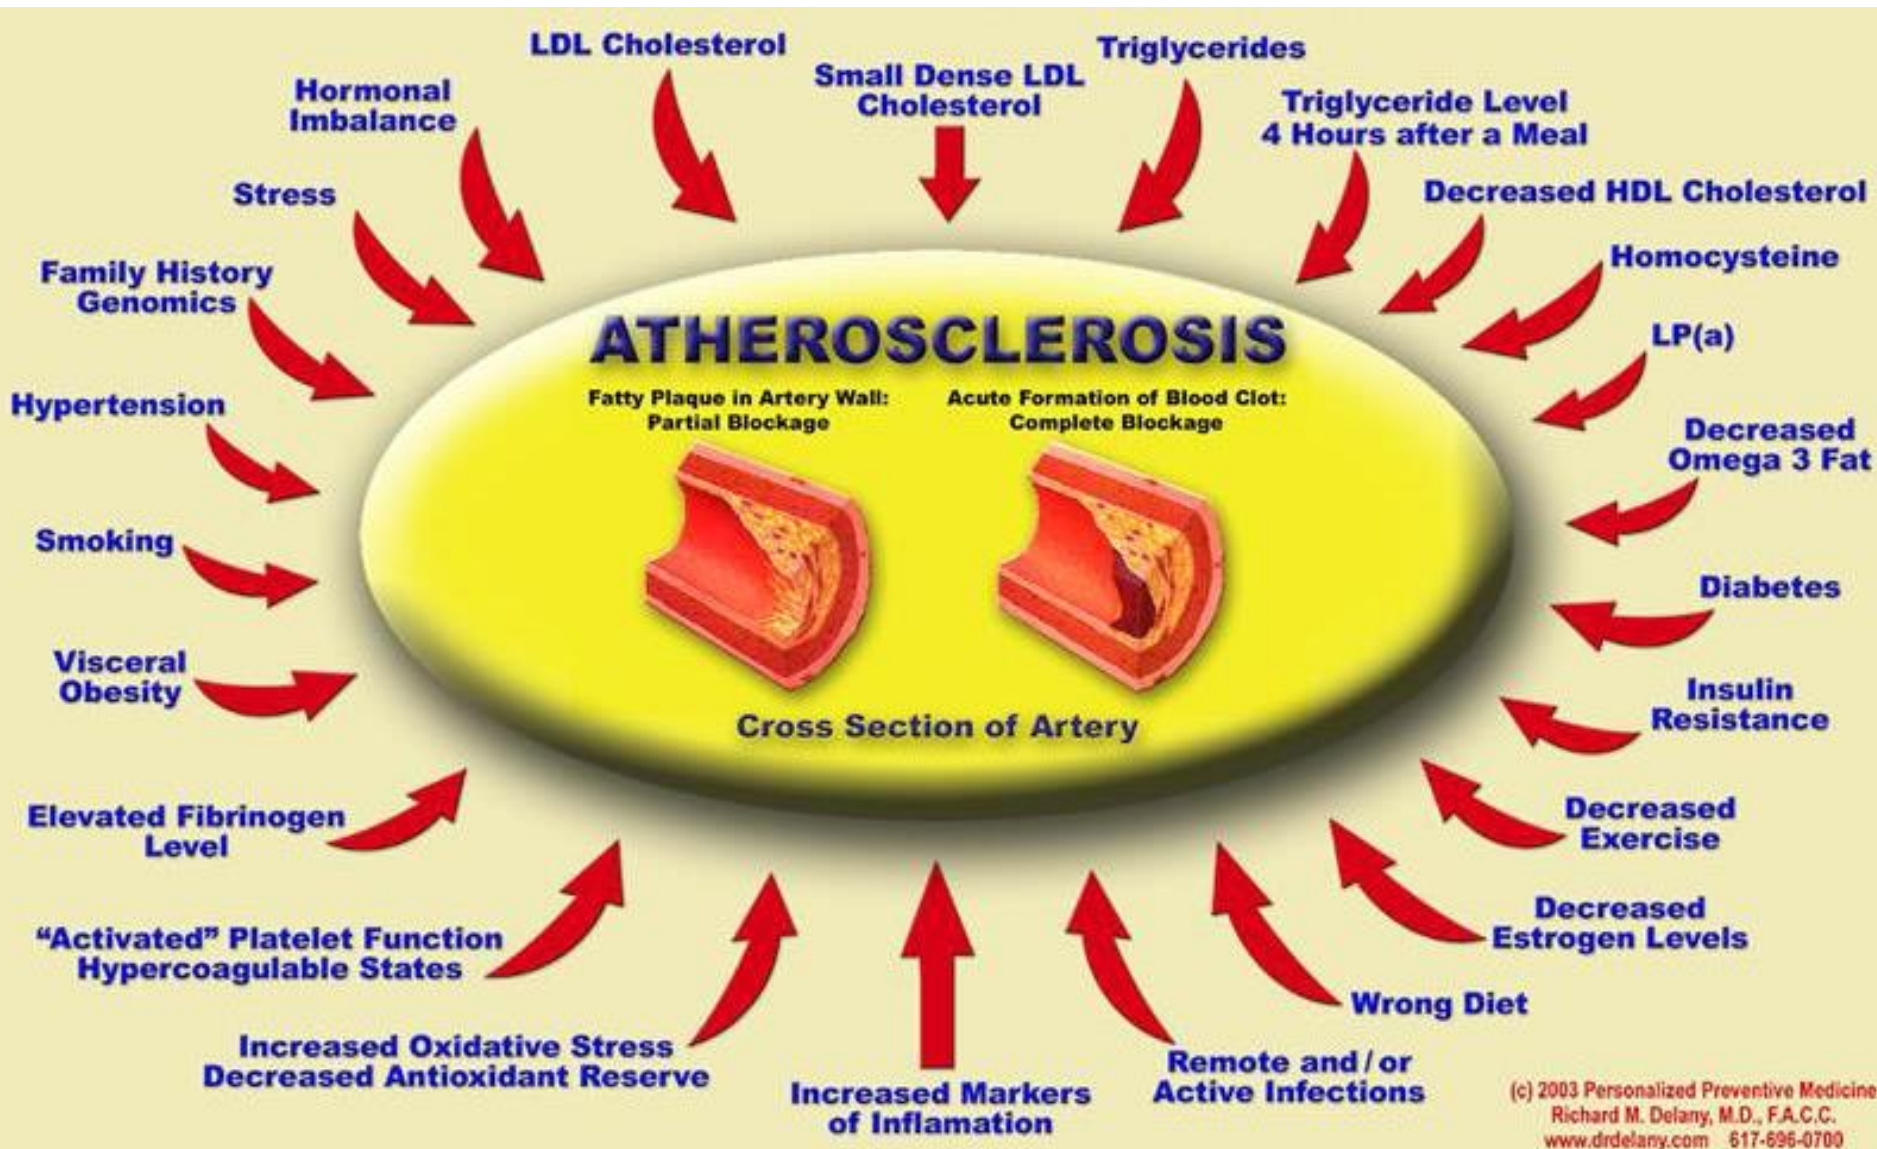 LDL Cholesterol
Small Dense LDL
Cholesterol
Triglycerides
Triglyceride Level
4 Hours after a Meal
Decreased HDL Cholesterol
Homocysteine
LP(a)
Decreased
Omega 3 Fat
Diabetes
Insulin
Resistance
Decreased
Exercise
Decreased
Estrogen Levels
Wrong Diet
Remote and/or
Active Infections
Increased Markers
of Inflamation
Increased Oxidative Stress
Decreased Antioxidant Reserve
“Activated” Platelet Function
Hypercoagulable States
Elevated Fibrinogen
Level
Visceral
Obesity
Smoking
Hypertension
Family History
Genomics
Stress
Hormonal
Imbalance
ATHEROSCLEROSIS
Fatty Plaque in Artery Wall:
Partial Blockage
Acute Formation of Blood Clot:
Complete Blockage
Cross Section of Artery
(c) 2003 Personalized Preventive Medicine
Richard M. Delany, M.D., F.A.C.C.
www.drdelany.com 617-696-0700